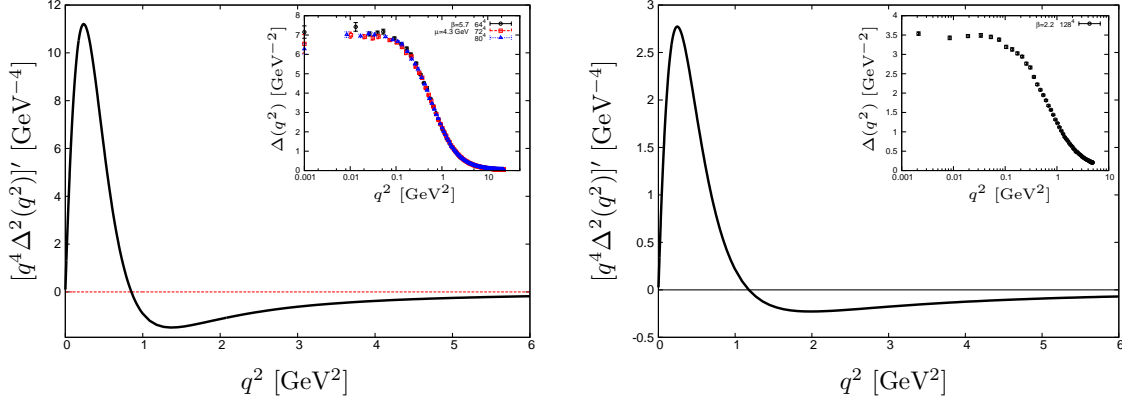 [q⁴Δ²(q²)]′ [GeV⁻⁴]
12
10
8
6
4
2
0
0 1 2 3 4 5 6
q² [GeV²]
Δ(q²) [GeV⁻²]
8
7
6
5
4
3
2
1
0
0.001 0.01 0.1 1 10
q² [GeV²]
β=5.7 64⁴
μ=4.3 GeV 72⁴
80⁴
[q⁴Δ²(q²)]′ [GeV⁻⁴]
3
2.5
2
1.5
1
0.5
0
-0.5
0 1 2 3 4 5 6
q² [GeV²]
Δ(q²) [GeV⁻²]
4
3.5
3
2.5
2
1.5
1
0.5
0
0.001 0.01 0.1 1 10
q² [GeV²]
β=2.2 128⁴